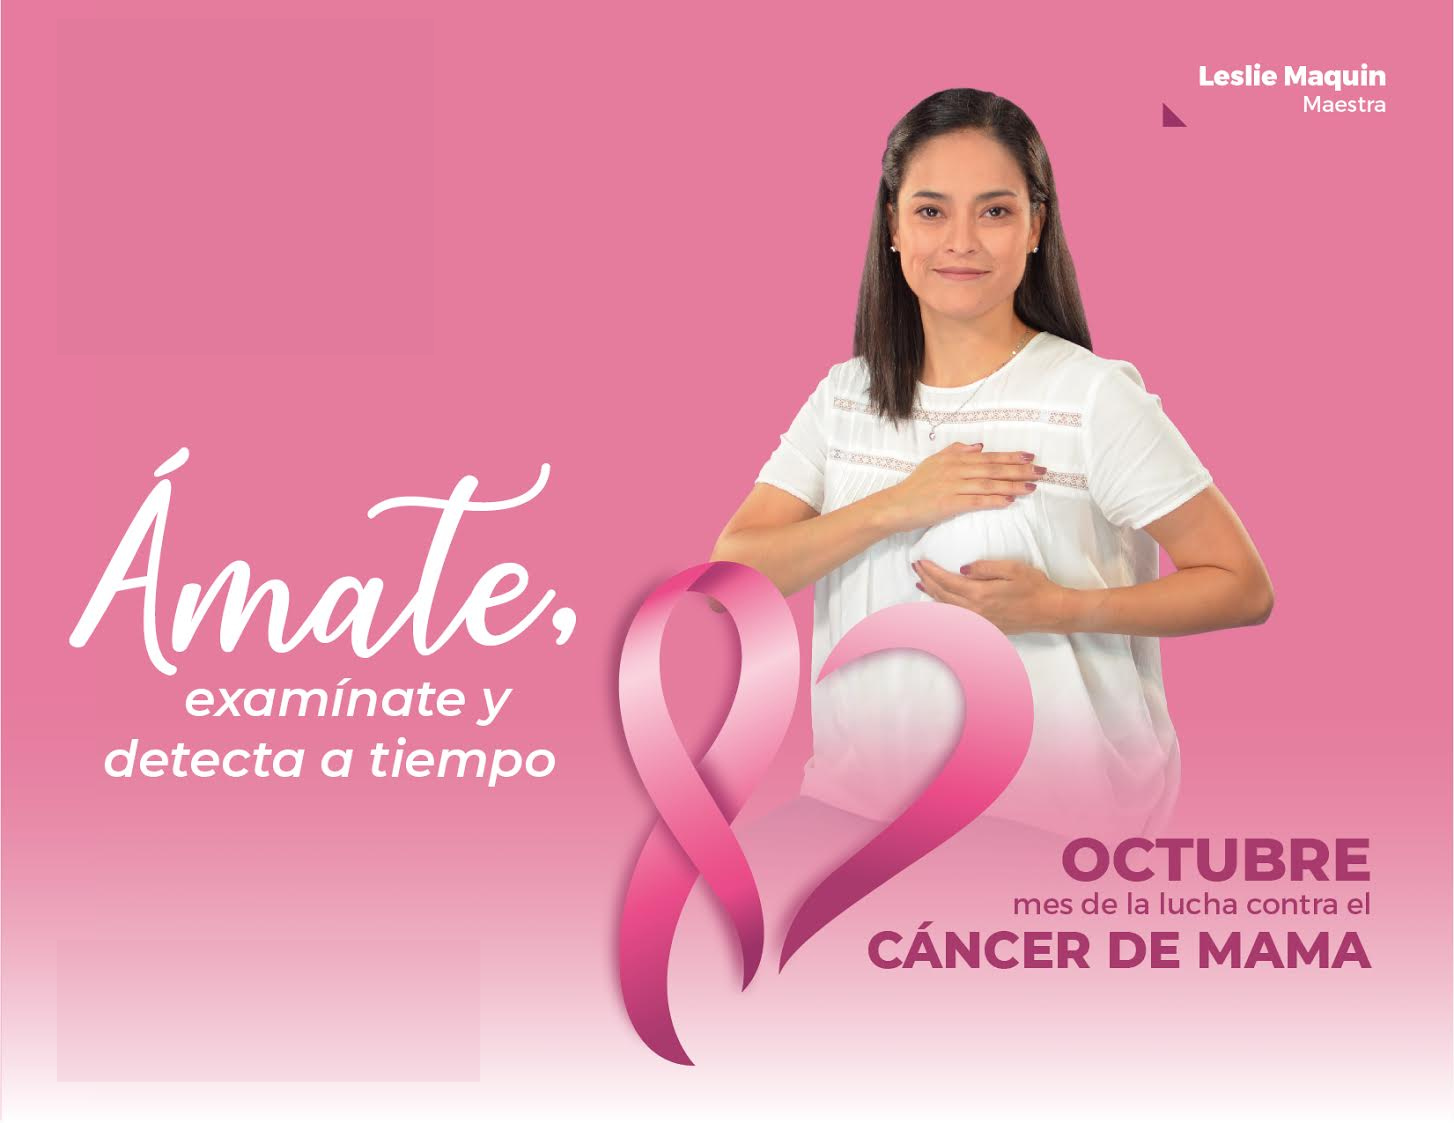 Leslie Maquin
Maestra
Ámate,
examínate y
detecta a tiempo
OCTUBRE
mes de la lucha contra el
CÁNCER DE MAMA